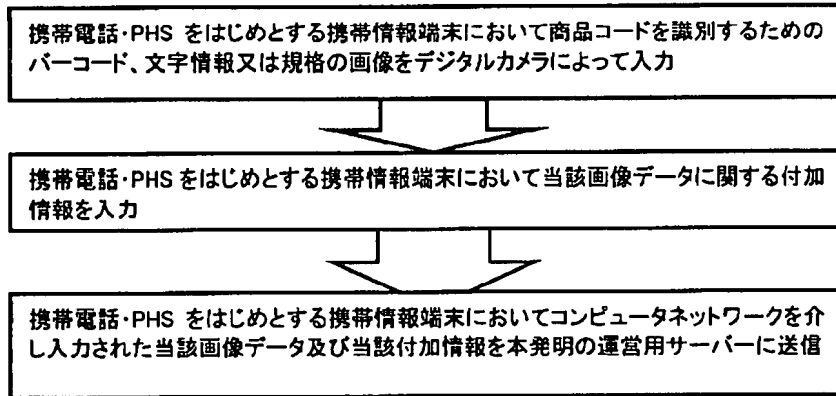 携帯電話・PHS をはじめとする携帯情報端末において商品コードを識別するための
バーコード、文字情報又は規格の画像をデジタルカメラによって入力
携帯電話・PHSをはじめとする携帯情報端末において当該画像データに関する付加
情報を入力
携帯電話・PHS をはじめとする携帯情報端末においてコンピュータネットワークを介
し入力された当該画像データ及び当該付加情報を本発明の運営用サーバーに送信